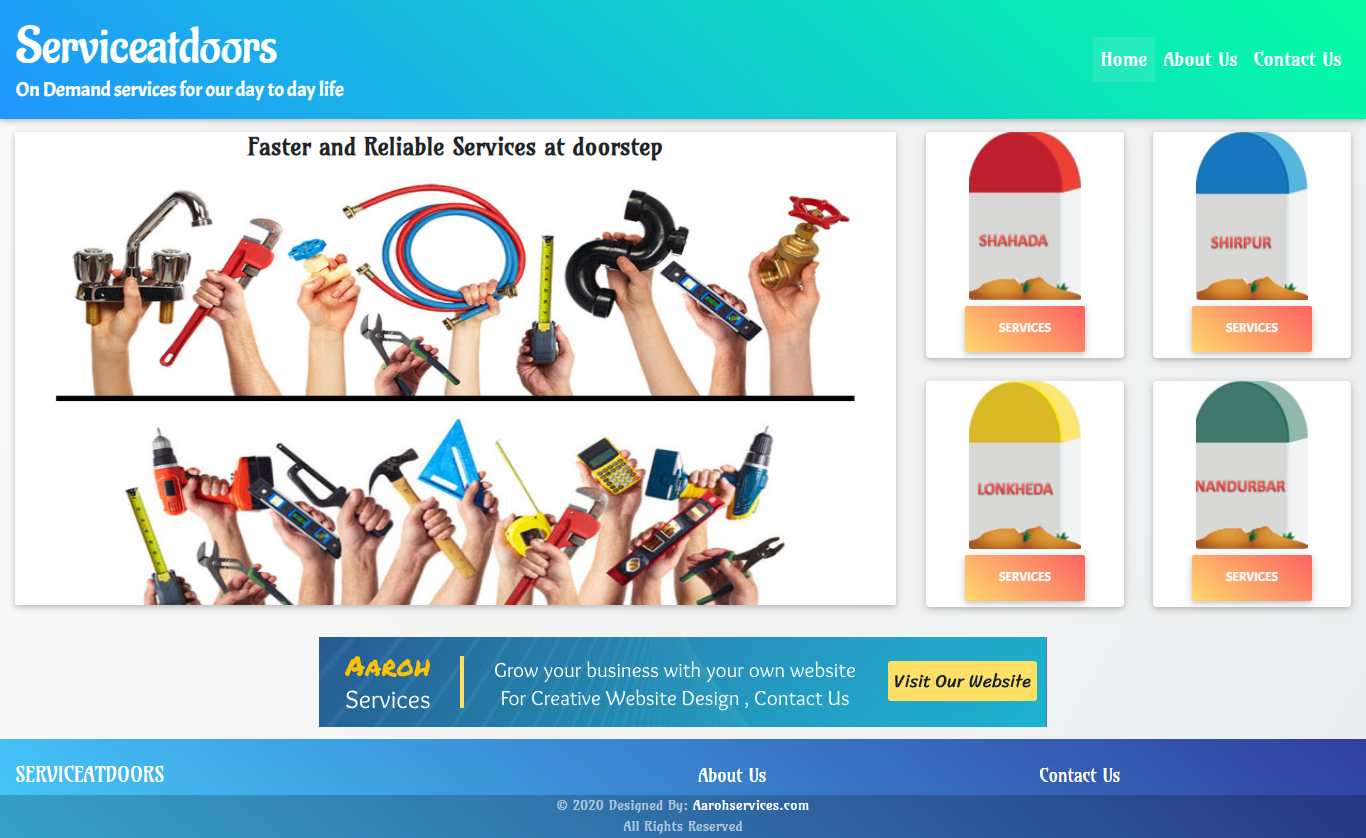 Serviceatdoors
On Demand services for our day to day life
Home About Us Contact Us
Faster and Reliable Services at doorstep
SHAHADA
SERVICES
SHIRPUR
SERVICES
LONKHEDA
SERVICES
NANDURBAR
SERVICES
AAROH
Services
Grow your business with your own website
For Creative Website Design , Contact Us
Visit Our Website
SERVICEATDOORS
About Us
Contact Us
© 2020 Designed By: Aarohservices.com
All Rights Reserved